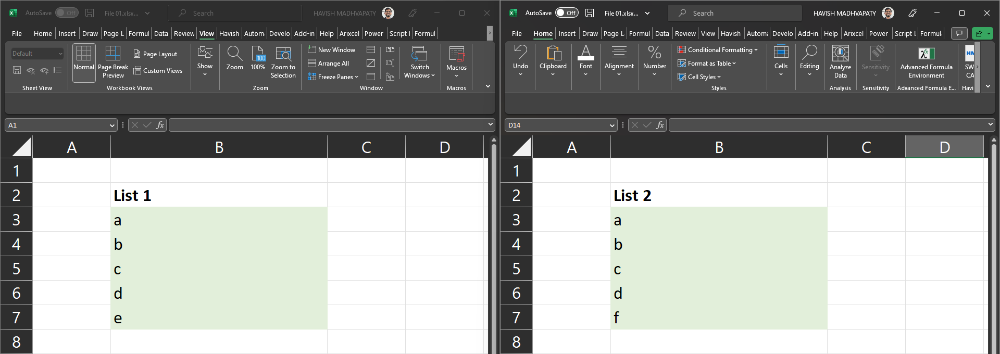 AutoSave Off File 01.xlsx... Search HAVISH MADHVAPATY
File Home Insert Draw Page L Formul Data Review View Havish Autom Develo Add-in Help Arixcel Power Script I Formul
Default
Normal
Page Break
Preview
Page Layout
Custom Views
Show
Zoom
100
100%
Zoom to
Selection
New Window
Arrange All
Freeze Panes
Switch
Windows
Macros
Sheet View Workbook Views Zoom Window Macros
A1 fx
A B C D
1
2 List 1
3 a
4 b
5 c
6 d
7 e
8
AutoSave Off File 01.xlsx... Search HAVISH MADHVAPATY
File Home Insert Draw Page L Formul Data Review View Havish Automa Develo Add-in Help Arixcel Power Script L Formul
Undo
Clipboard
Font
Alignment
Number
Conditional Formatting
Format as Table
Cell Styles
Cells
Editing
Analyze
Data
Sensitivity
Advanced Formula
Environment
HM
SW
CA
Styles Analysis Sensitivity Advanced Formula E... Havi
D14 fx
A B C D
1
2 List 2
3 a
4 b
5 c
6 d
7 f
8